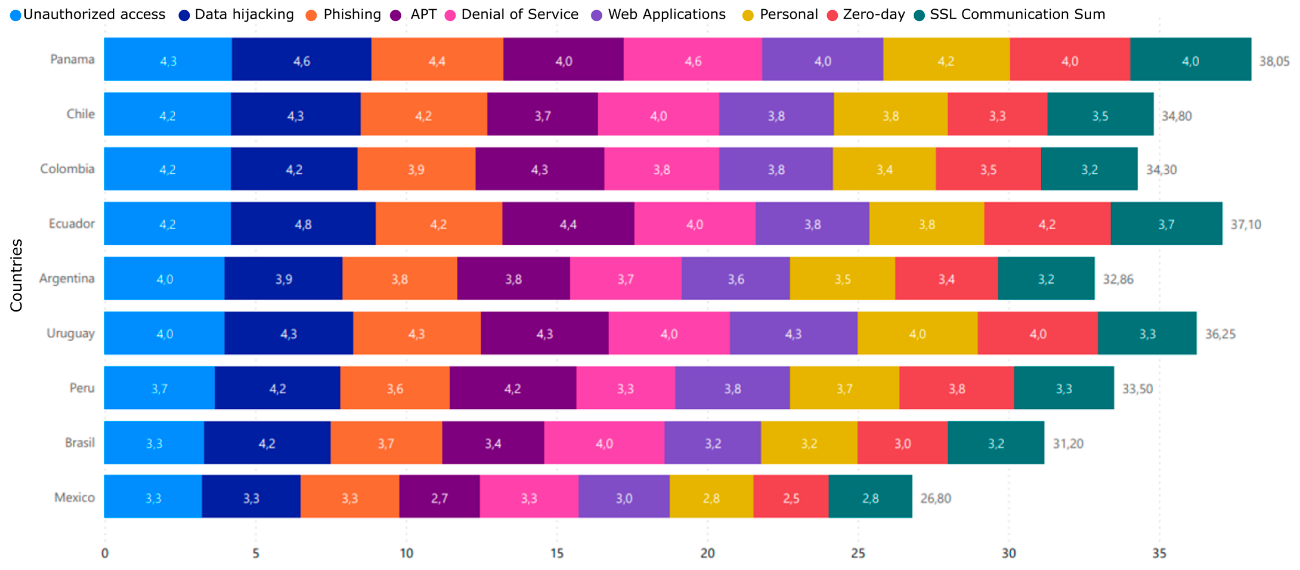 Unauthorized access Data hijacking Phishing APT Denial of Service Web Applications Personal Zero-day SSL Communication Sum
Panama 4,3 4,6 4,4 4,0 4,6 4,0 4,2 4,0 4,0 38,05
Chile 4,2 4,3 4,2 3,7 4,0 3,8 3,8 3,3 3,5 34,80
Colombia 4,2 4,2 3,9 4,3 3,8 3,8 3,4 3,5 3,2 34,30
Ecuador 4,2 4,8 4,2 4,4 4,0 3,8 3,8 4,2 3,7 37,10
Argentina 4,0 3,9 3,8 3,8 3,7 3,6 3,5 3,4 3,2 32,86
Uruguay 4,0 4,3 4,3 4,3 4,0 4,3 4,0 4,0 3,3 36,25
Peru 3,7 4,2 3,6 4,2 3,3 3,8 3,7 3,8 3,3 33,50
Brasil 3,3 4,2 3,7 3,4 4,0 3,2 3,2 3,0 3,2 31,20
Mexico 3,3 3,3 3,3 2,7 3,3 3,0 2,8 2,5 2,8 26,80
0 5 10 15 20 25 30 35
Countries